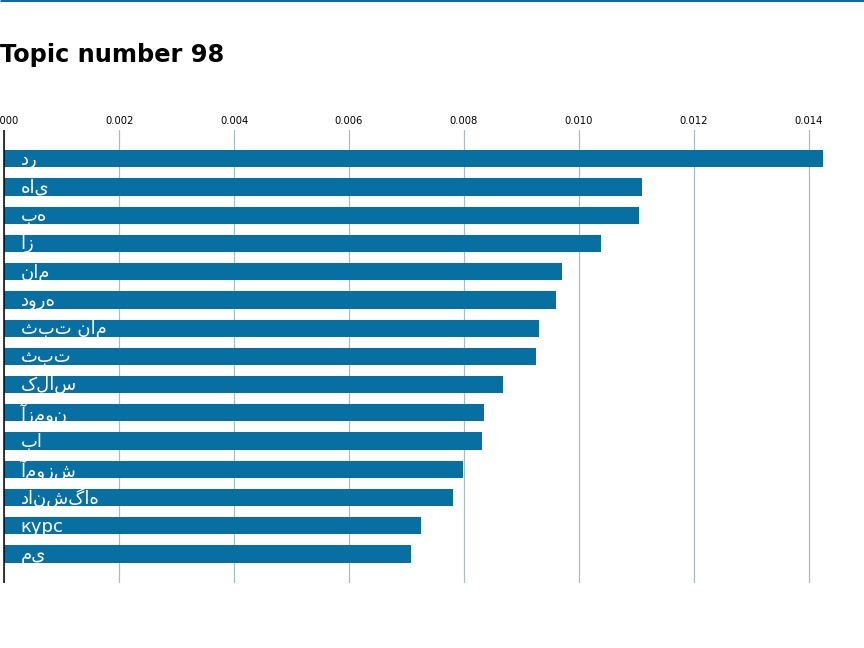 Topic number 98
0.000 0.002 0.004 0.006 0.008 0.010 0.012 0.014
در
های
به
از
نام
دوره
ثبت نام
ثبت
کلاس
آزمون
با
آموزش
دانشگاه
курс
می